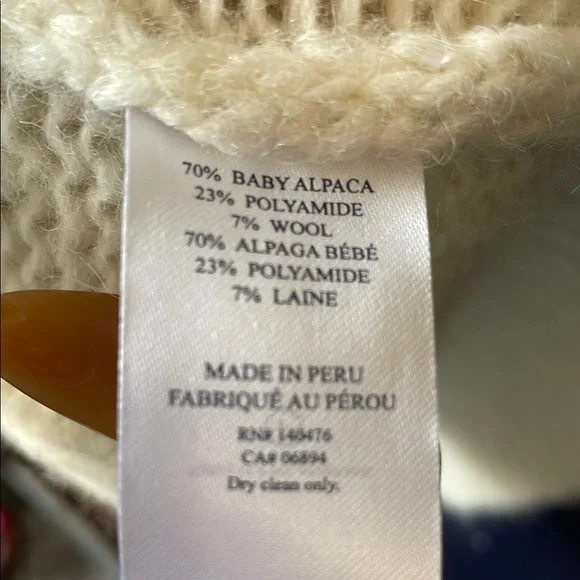 70% BABY ALPACA
23% POLYAMIDE
7% WOOL
70% ALPAGA BÉBÉ
23% POLYAMIDE
7% LAINE
MADE IN PERU
FABRIQUÉ AU PÉROU
RN# 140476
CA# 06894
Dry clean only.